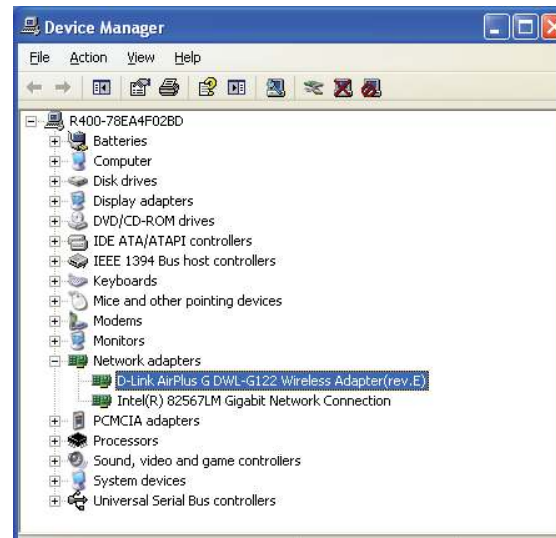 Device Manager
File Action View Help
R400-78EA4F02BD
Batteries
Computer
Disk drives
Display adapters
DVD/CD-ROM drives
IDE ATA/ATAPI controllers
IEEE 1394 Bus host controllers
Keyboards
Mice and other pointing devices
Modems
Monitors
Network adapters
D-Link AirPlus G DWL-G122 Wireless Adapter(rev.E)
Intel(R) 82567LM Gigabit Network Connection
PCMCIA adapters
Processors
Sound, video and game controllers
System devices
Universal Serial Bus controllers